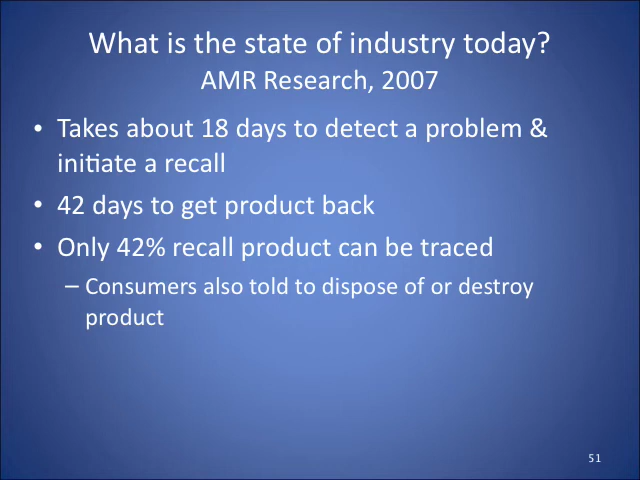 What is the state of industry today?
AMR Research, 2007
• Takes about 18 days to detect a problem &
initiate a recall
• 42 days to get product back
• Only 42% recall product can be traced
– Consumers also told to dispose of or destroy
product
51